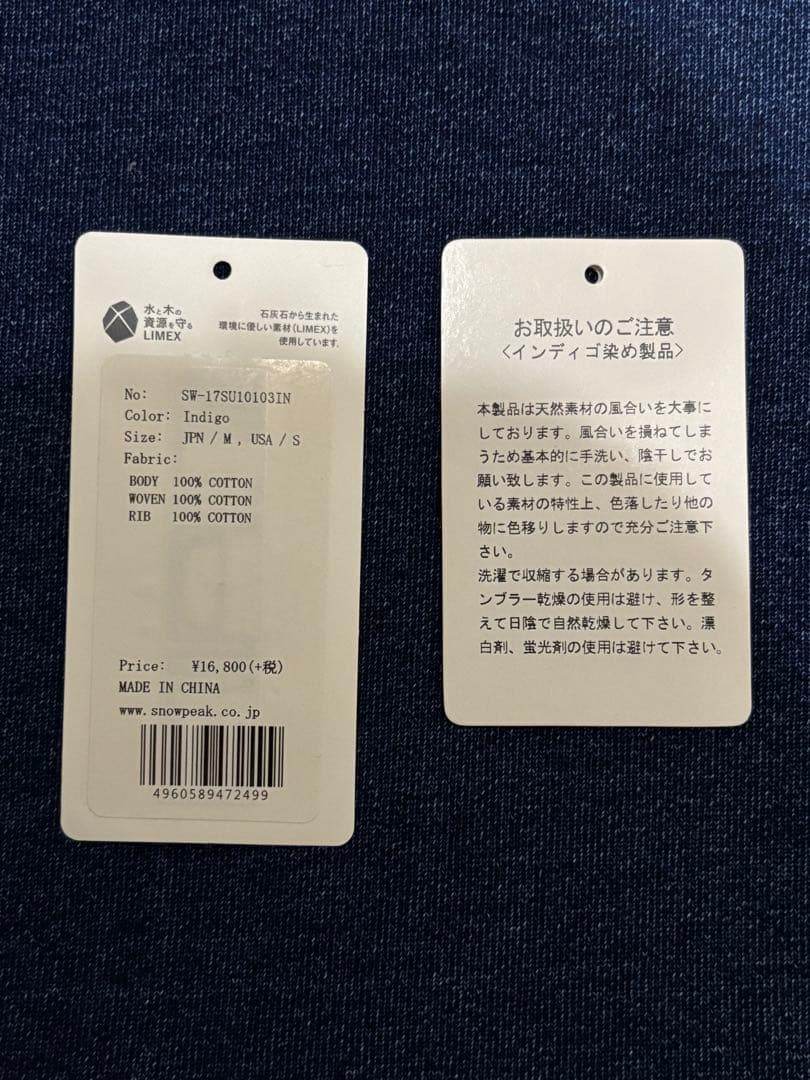 水と木の
資源を守る
LIMEX
石灰石から生まれた
環境に優しい素材(LIMEX)を
使用しています。
No: SW-17SU10103IN
Color: Indigo
Size: JPN / M , USA / S
Fabric:
BODY 100% COTTON
WOVEN 100% COTTON
RIB 100% COTTON
Price: ¥16,800(+税)
MADE IN CHINA
www.snowpeak.co.jp
4960589472499
お取扱いのご注意
<インディゴ染め製品>
本製品は天然素材の風合いを大事に
しております。風合いを損ねてしま
うため基本的に手洗い、陰干しでお
願い致します。この製品に使用して
いる素材の特性上、色落したり他の
物に色移りしますので充分ご注意下
さい。
洗濯で収縮する場合があります。タ
ンブラー乾燥の使用は避け、形を整
えて日陰で自然乾燥して下さい。漂
白剤、蛍光剤の使用は避けて下さい。